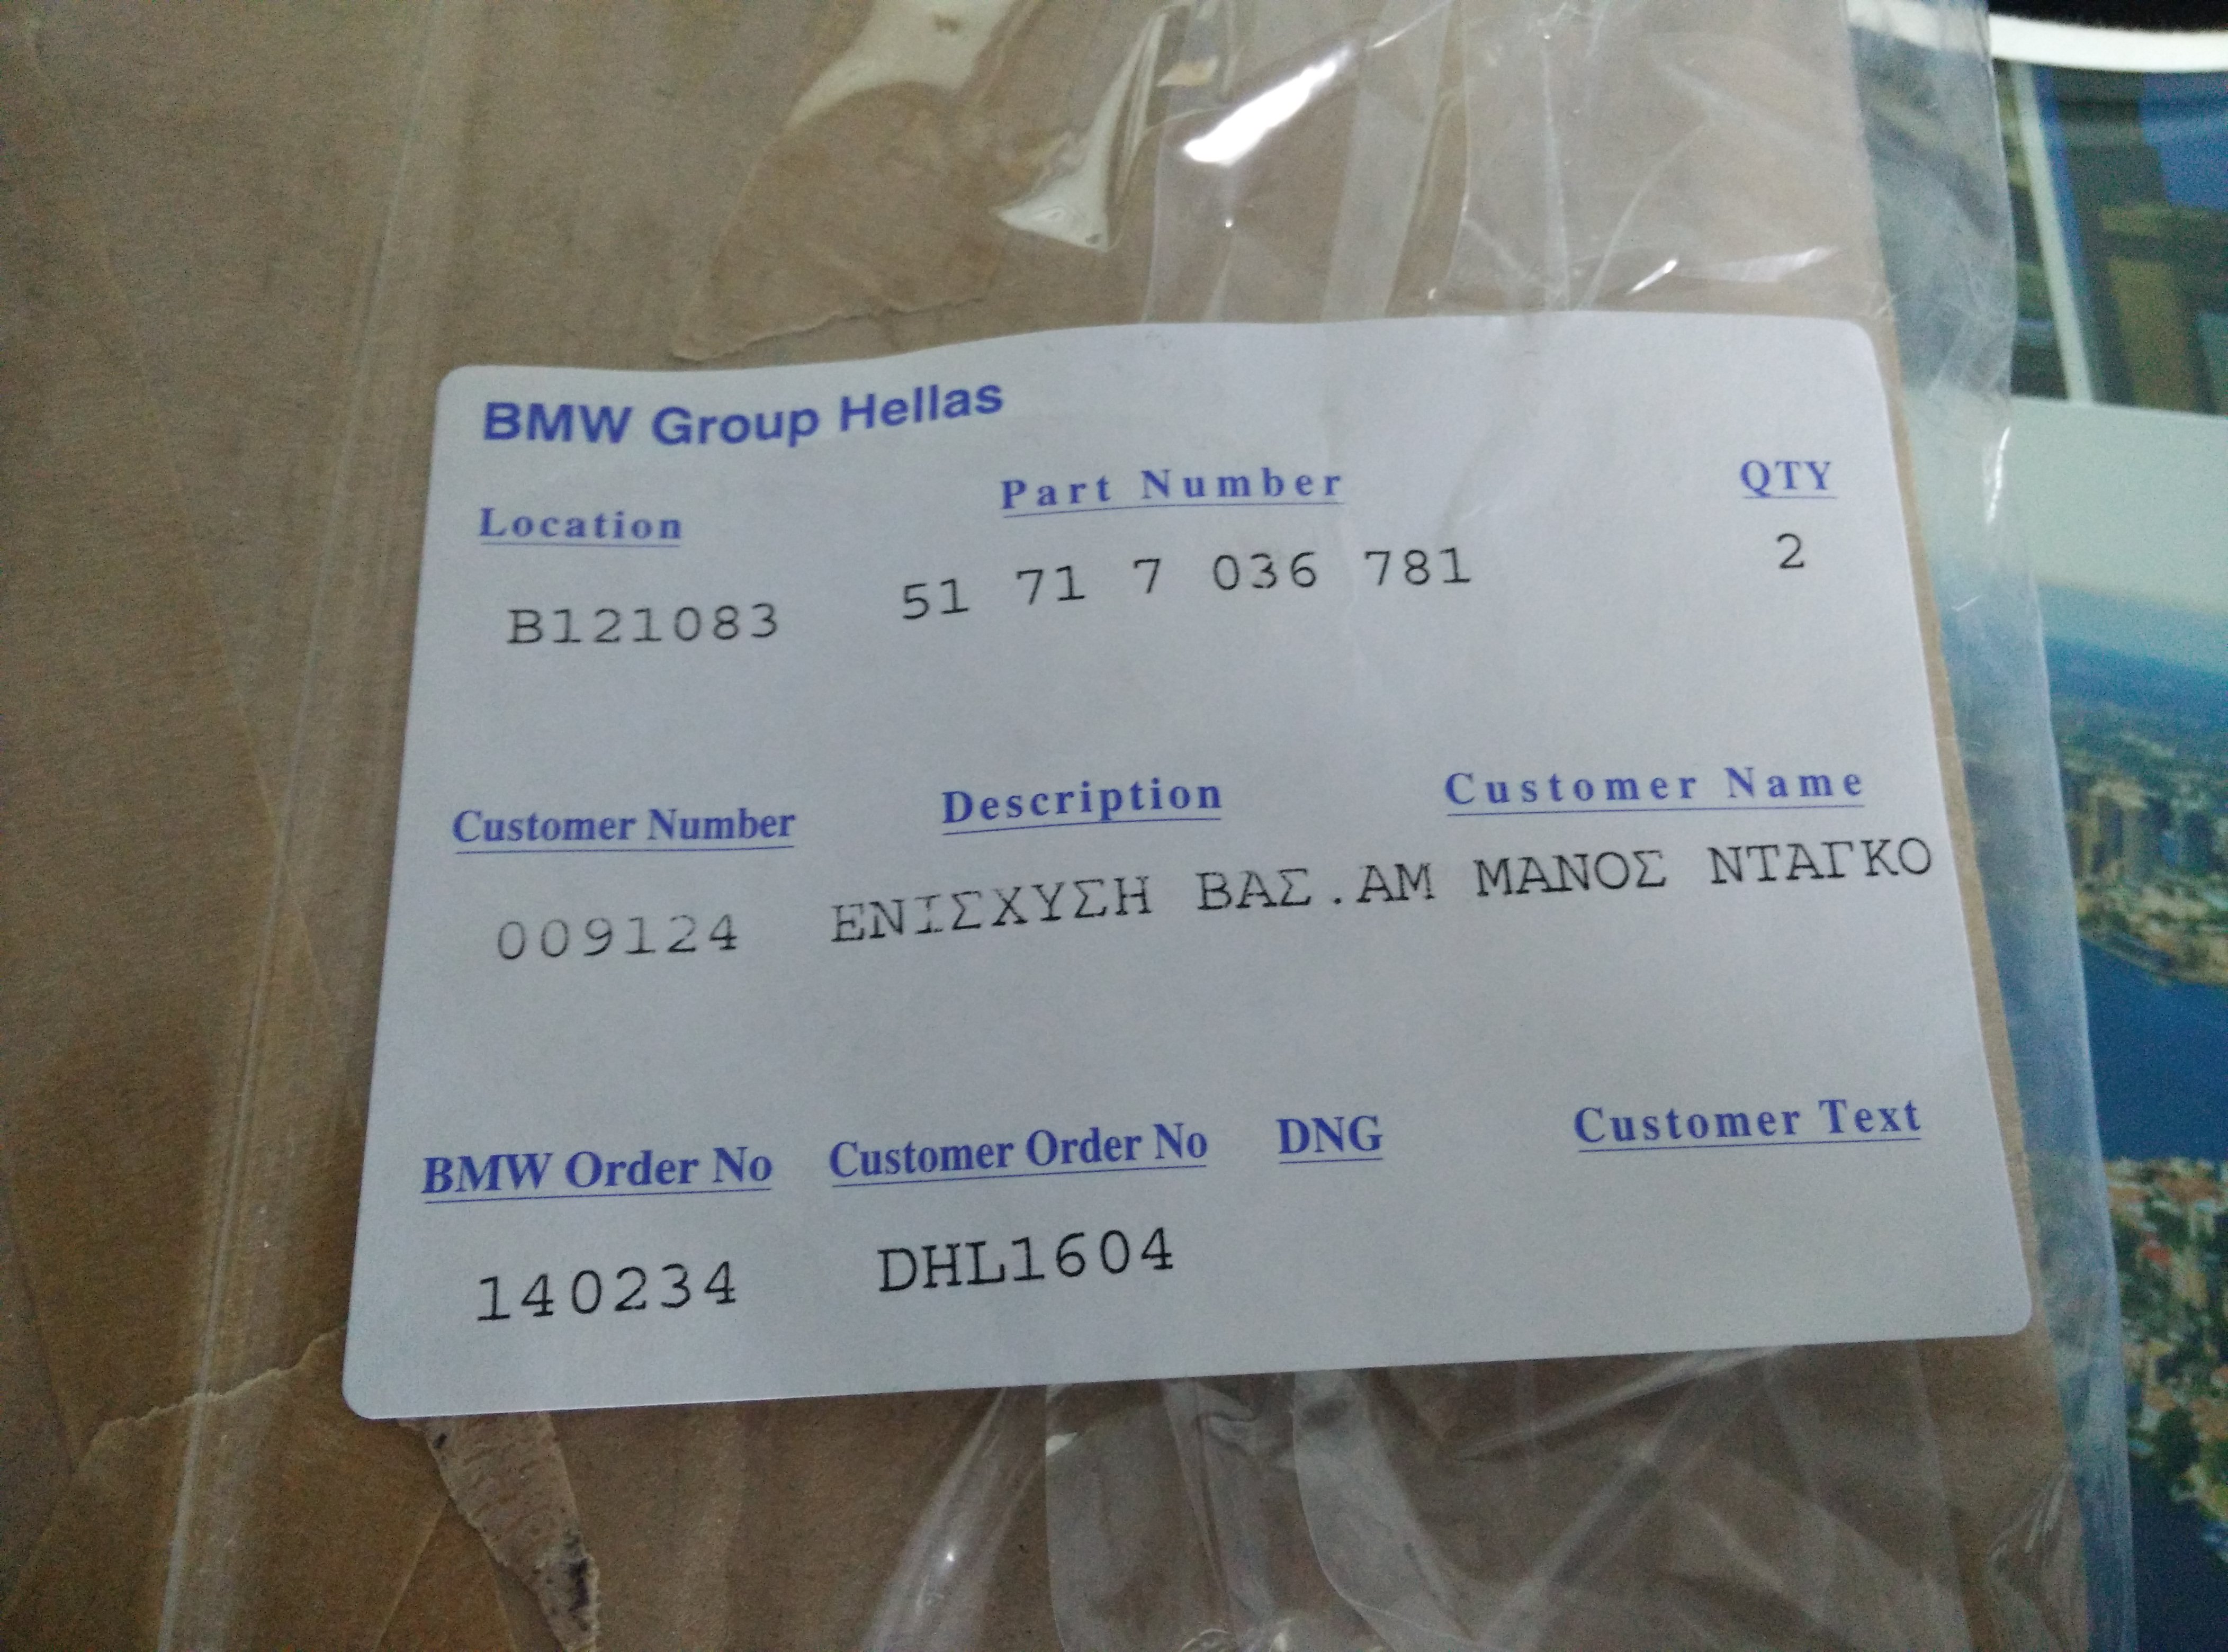 BMW Group Hellas
Location Part Number QTY
B121083 51 71 7 036 781 2
Customer Number Description Customer Name
009124 ΕΝΙΣΧΥΣΗ ΒΑΣ.ΑΜ ΜΑΝΟΣ ΝΤΑΓΚΟ
BMW Order No Customer Order No DNG Customer Text
140234 DHL1604